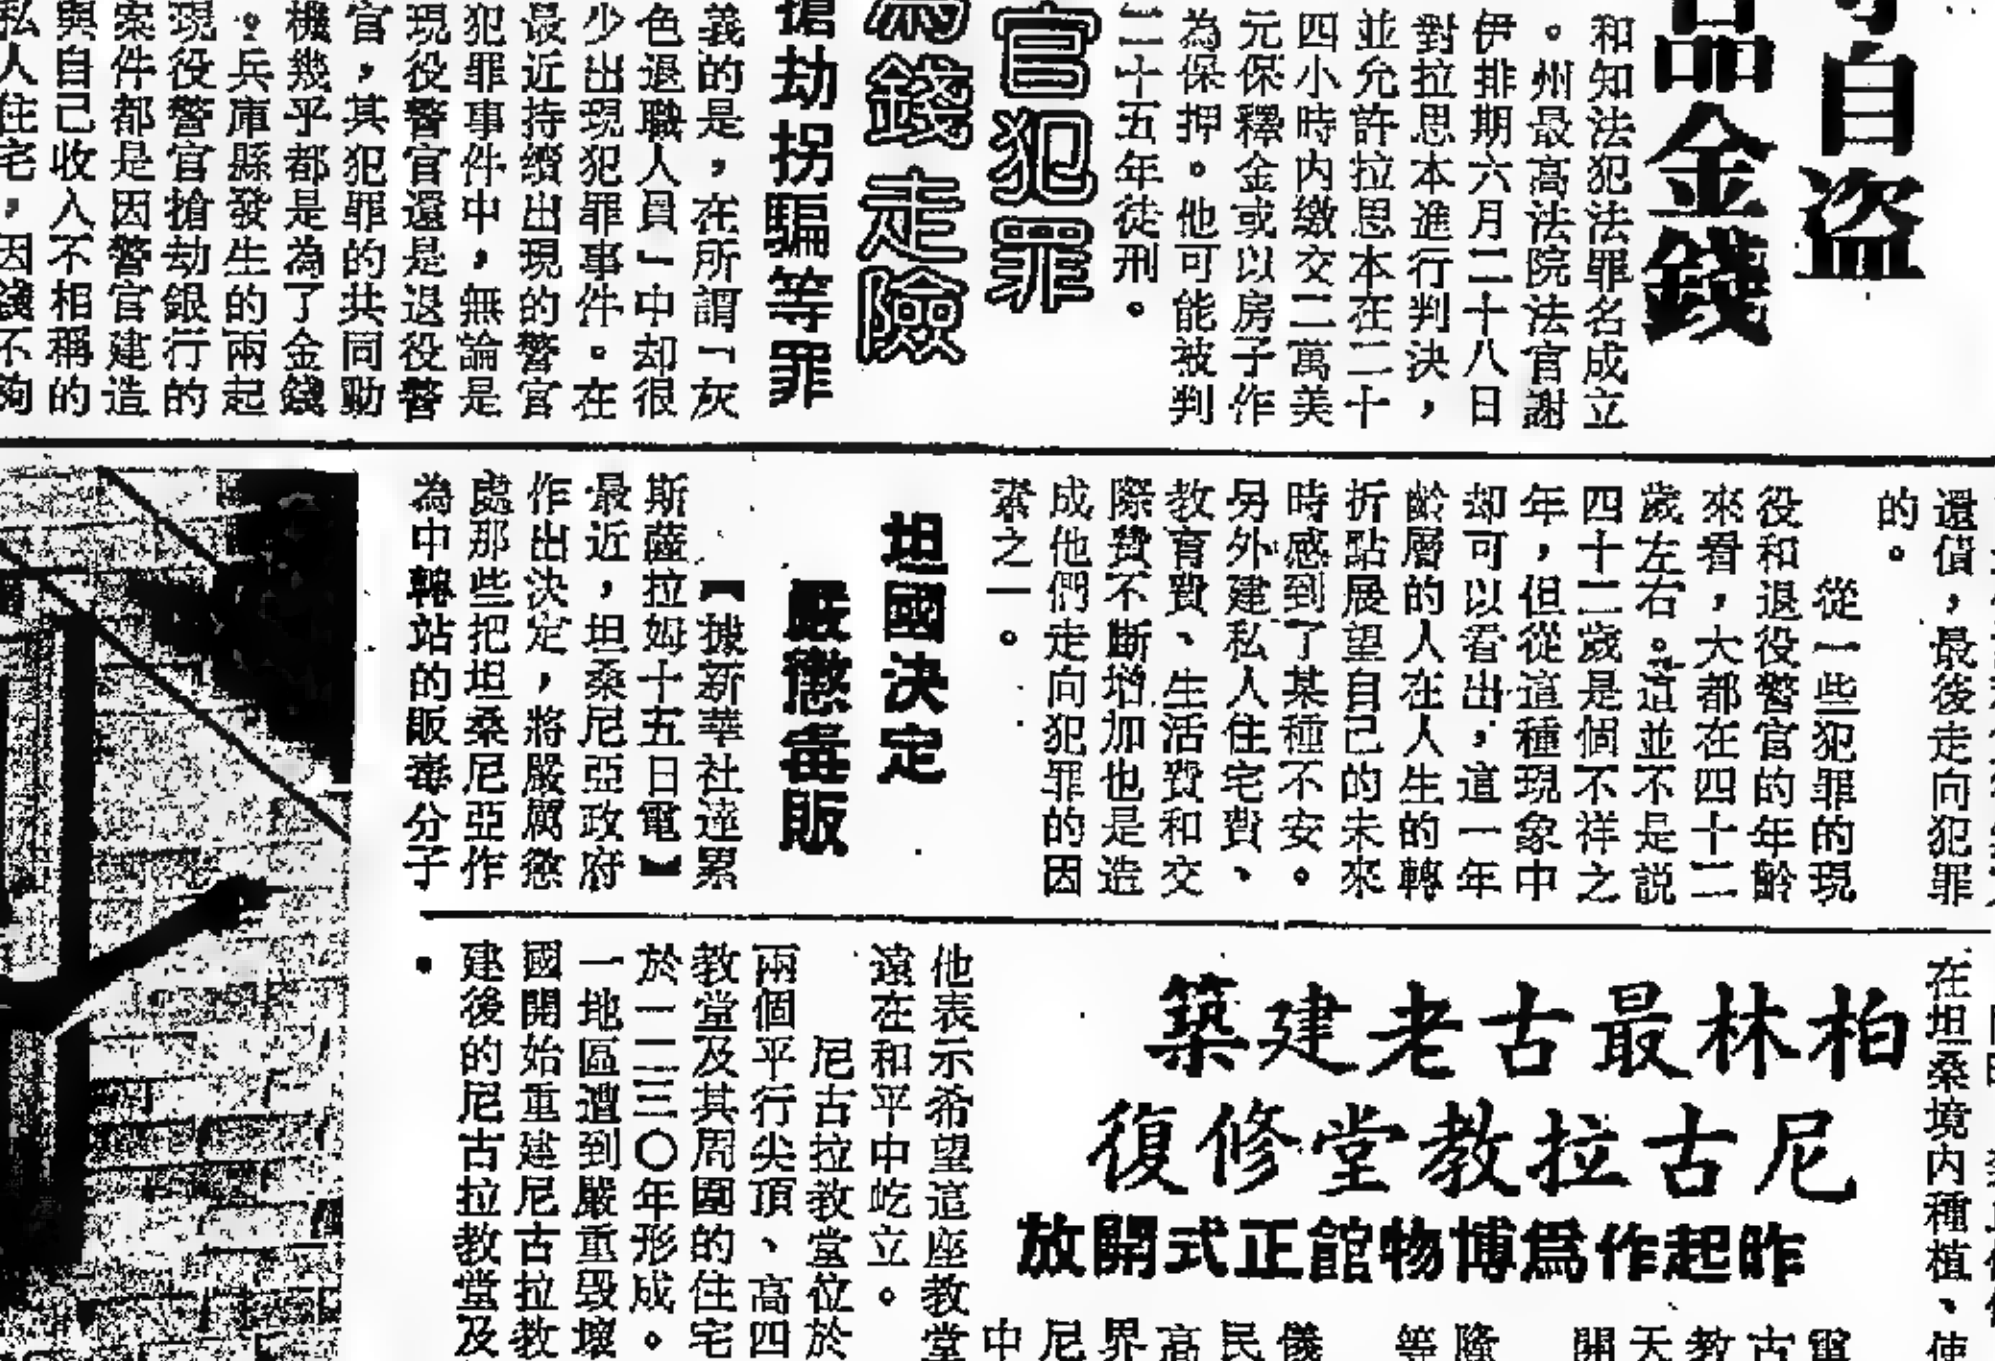 自盗
品金錢
和知法犯法罪名成立
。州最高法院法官謝
伊排期六月二十八日
對拉思本進行判決，
並允許拉思本在二十
四小時内繳交二萬美
元保釋金或以房子作
為保押。他可能被判
二十五年徒刑。
官犯罪
為錢走險
搶劫拐騙等罪
義的是，在所謂「灰
色退職人員」中却很
少出現犯罪事件。在
最近持續出現的警官
犯罪事件中，無論是
現役警官還是退役警
官，其犯罪的共同動
機幾乎都是為了金錢
。兵庫縣發生的兩起
現役警官搶劫銀行的
案件都是因警官建造
與自己收入不相稱的
私人住宅，因錢不夠
還債，最後走向犯罪
的。
從一些犯罪的現
役和退役警官的年齡
來看，大都在四十二
歲左右。這並不是説
四十二歲是個不祥之
年，但從這種現象中
却可以看出，這一年
齡層的人在人生的轉
折點展望自己的未來
時感到了某種不安。
另外建私人住宅費、
教育費、生活費和交
際費不斷增加也是造
成他們走向犯罪的因
素之一。
坦國决定
嚴懲毒販
【據新華社達累
斯薩拉姆十五日電】
最近，坦桑尼亞政府
作出決定，將嚴厲懲
處那些把坦桑尼亞作
為中轉站的販毒分子
在坦桑境内種植、使
柏林最古老建築
尼古拉教堂修復
昨起作爲博物館正式開放
電
古
教
天
開
隆
等
儀
民
高
界
尼
中
他表示希望這座教堂
遠在和平中屹立。
尼古拉教堂位於
兩個平行尖頂、高四
教堂及其周圍的住宅
於一二三〇年形成。
一地區遭到嚴重毀壞
國開始重建尼古拉教
建後的尼古拉教堂及
。